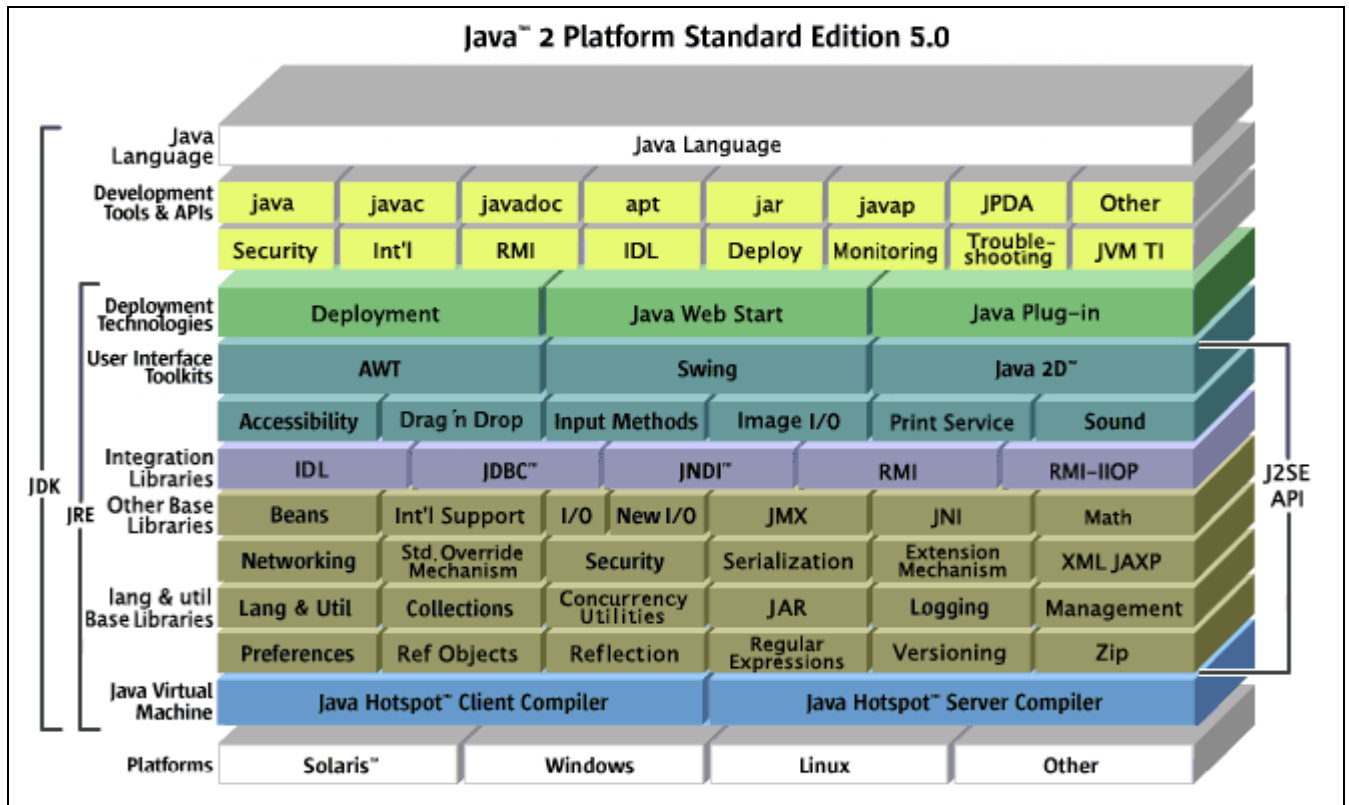 Java™ 2 Platform Standard Edition 5.0
Java
Language
Java Language
Development
Tools & APIs
java javac javadoc apt jar javap JPDA Other
Security Int'l RMI IDL Deploy Monitoring Trouble-
shooting JVM TI
Deployment
Technologies
Deployment Java Web Start Java Plug-in
User Interface
Toolkits
AWT Swing Java 2D™
Accessibility Drag 'n Drop Input Methods Image I/O Print Service Sound
Integration
Libraries
IDL JDBC™ JNDI™ RMI RMI-IIOP
JDK
JRE
J2SE
API
Other Base
Libraries
Beans Int'l Support I/O New I/O JMX JNI Math
Networking Std. Override
Mechanism Security Serialization Extension
Mechanism XML JAXP
lang & util
Base Libraries
Lang & Util Collections Concurrency
Utilities JAR Logging Management
Preferences Ref Objects Reflection Regular
Expressions Versioning Zip
Java Virtual
Machine
Java Hotspot™ Client Compiler Java Hotspot™ Server Compiler
Platforms
Solaris™ Windows Linux Other